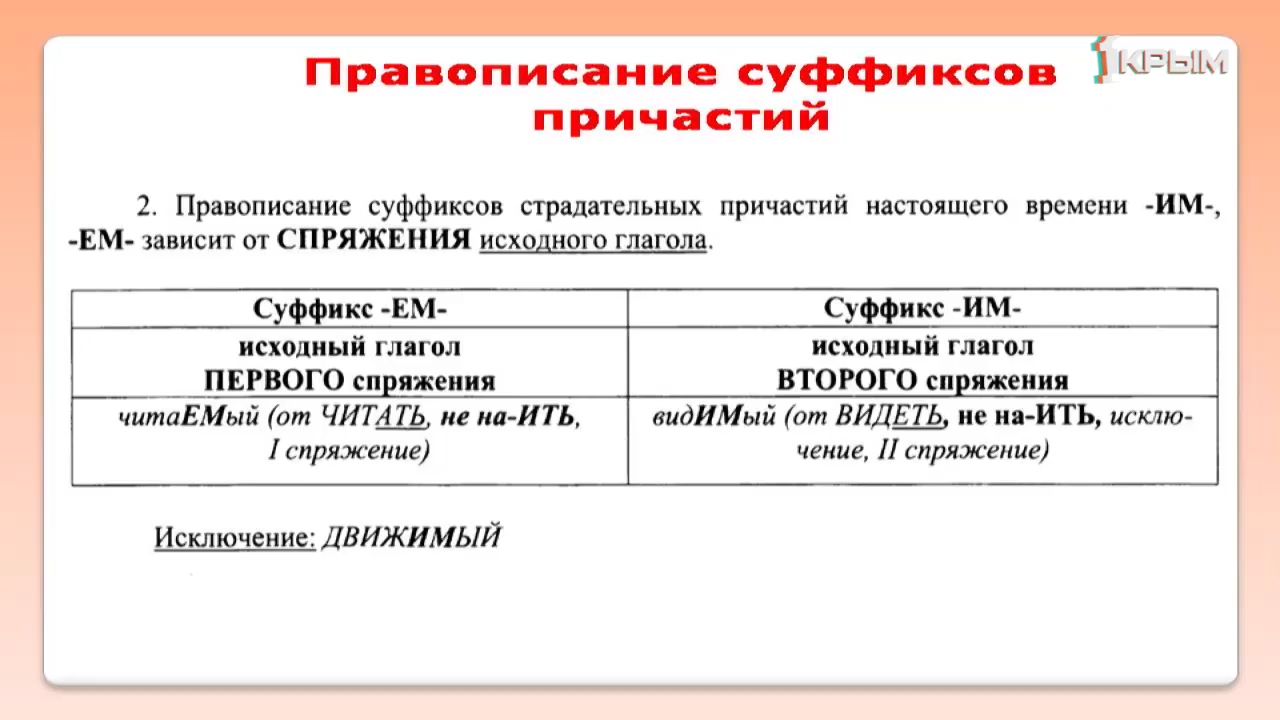 Правописание суффиксов
причастий
1КРЫМ
2. Правописание суффиксов страдательных причастий настоящего времени -ИМ-,
-ЕМ- зависит от СПРЯЖЕНИЯ исходного глагола.
Суффикс -ЕМ-
Суффикс -ИМ-
исходный глагол
ПЕРВОГО спряжения
исходный глагол
ВТОРОГО спряжения
читаЕМый (от ЧИТАТЬ, не на-ИТЬ,
I спряжение)
видИМый (от ВИДЕТЬ, не на-ИТЬ, исклю-
чение, II спряжение)
Исключение: ДВИЖИМЫЙ